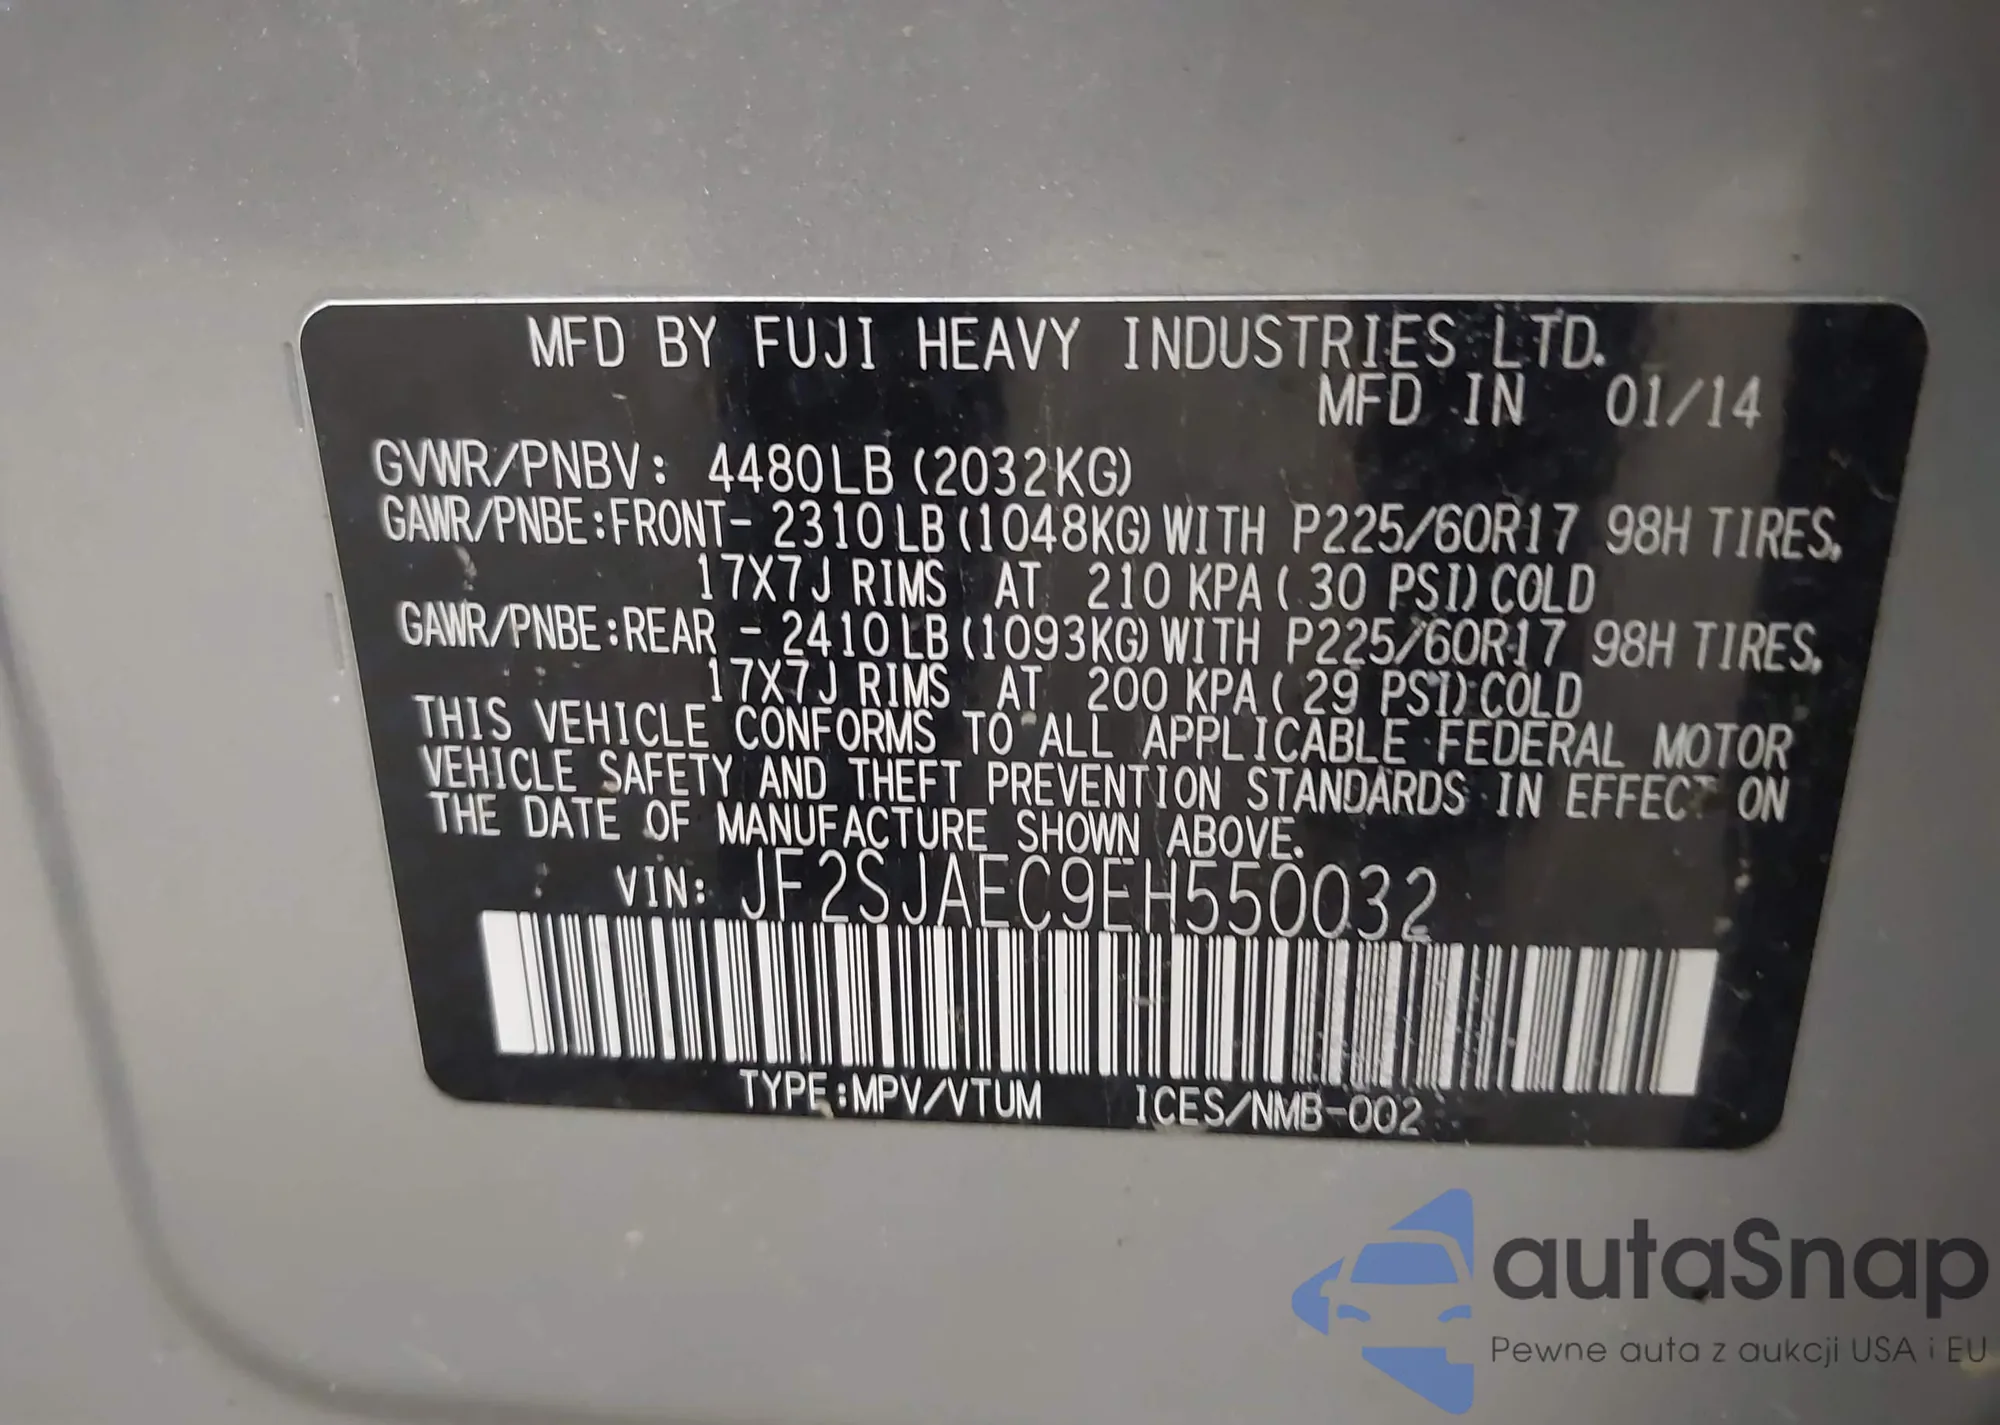 MFD BY FUJI HEAVY INDUSTRIES LTD.
MFD IN 01/14
GVWR/PNBV: 4480LB (2032KG)
GAWR/PNBE:FRONT- 2310 LB (1048KG) WITH P225/60R17 98H TIRES,
17X7J RIMS AT 210 KPA ( 30 PSI) COLD
GAWR/PNBE:REAR - 2410 LB (1093KG) WITH P225/60R17 98H TIRES,
17X7J RIMS AT 200 KPA ( 29 PSI) COLD
THIS VEHICLE CONFORMS TO ALL APPLICABLE FEDERAL MOTOR
VEHICLE SAFETY AND THEFT PREVENTION STANDARDS IN EFFECT ON
THE DATE OF MANUFACTURE SHOWN ABOVE.
VIN: JF2SJAEC9EH550032
TYPE:MPV/VTUM ICES/NMB-002
autaSnap
Pewne auta z aukcji USA i EU